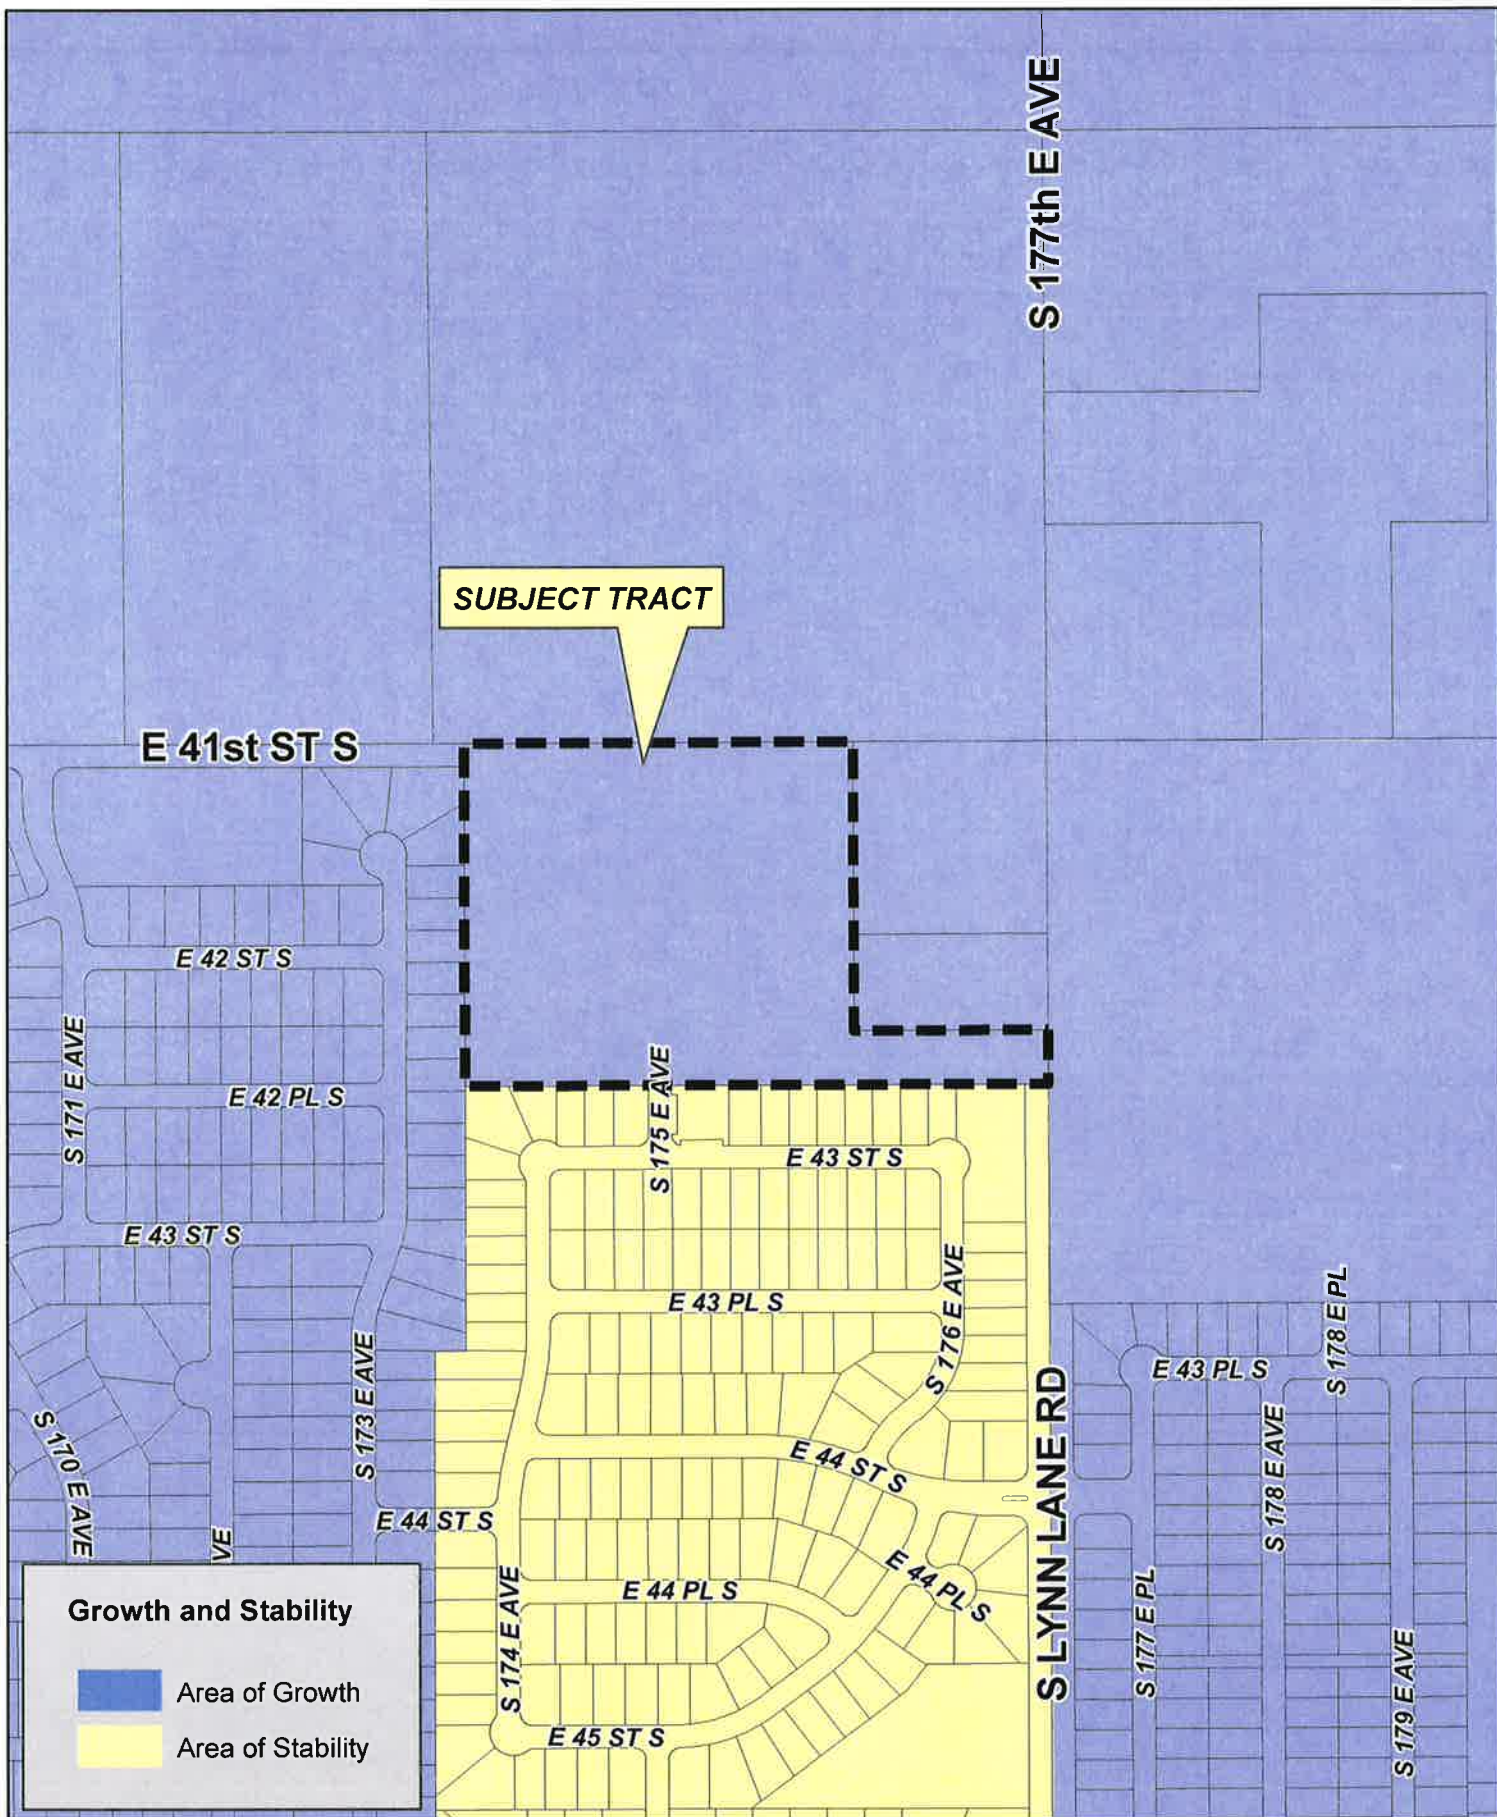 S 177th E AVE
SUBJECT TRACT
E 41st ST S
E 42 ST S
S 171 E AVE
E 42 PL S
S 175 E AVE
E 43 ST S
E 43 ST S
E 43 PL S
S 176 E AVE
S 178 E PL
E 43 PL S
S 173 E AVE
S 170 E AVE
E 44 ST S
S LYNN LANE RD
S 178 E AVE
E 44 ST S
VE
E 44 PL S
E 44 PL S
S 174 E AVE
S 177 E PL
S 179 E AVE
E 45 ST S
Growth and Stability
Area of Growth
Area of Stability